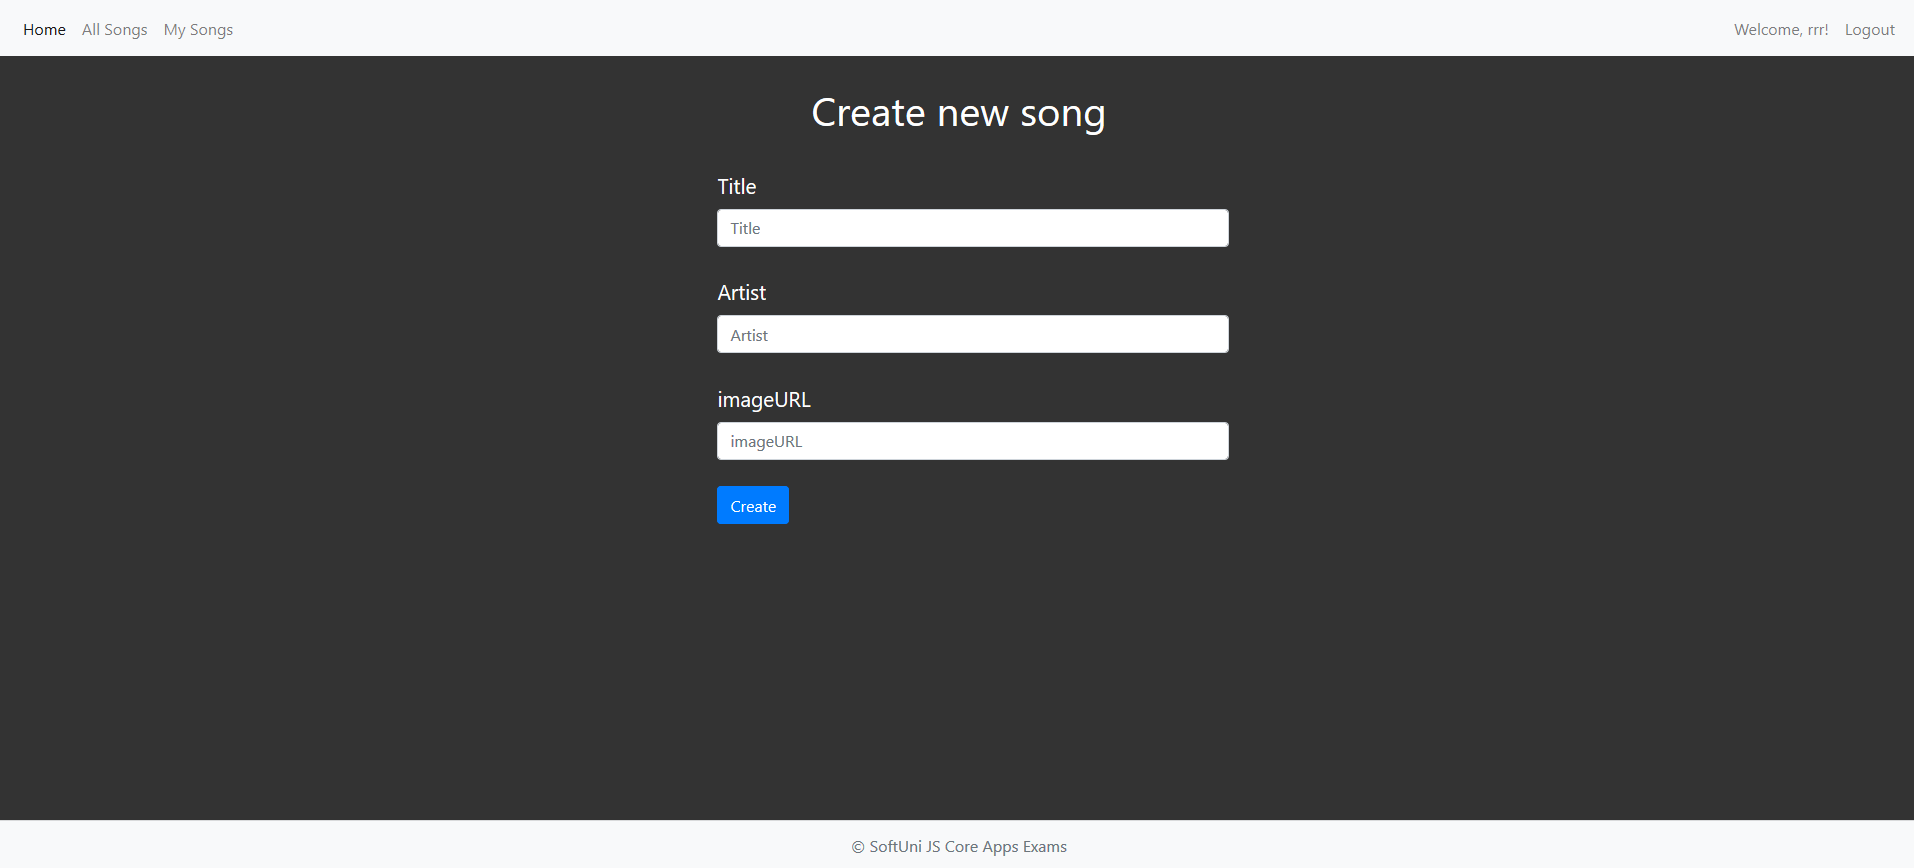 Home All Songs My Songs Welcome, rrr! Logout
Create new song
Title
Title
Artist
Artist
imageURL
imageURL
Create
© SoftUni JS Core Apps Exams